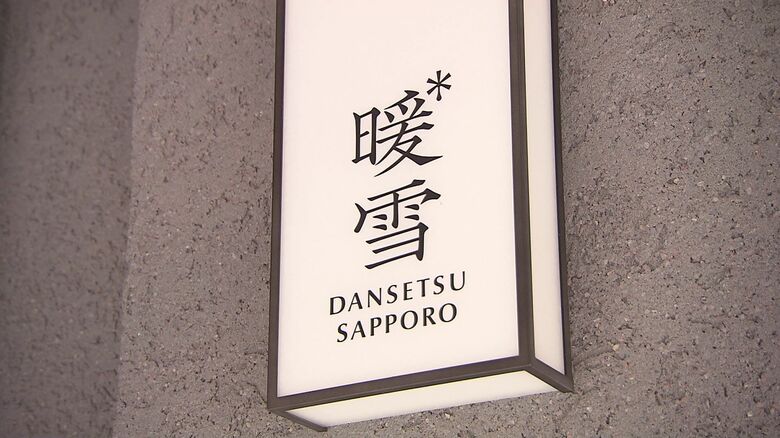 暖*
雪
DANSETSU
SAPPORO